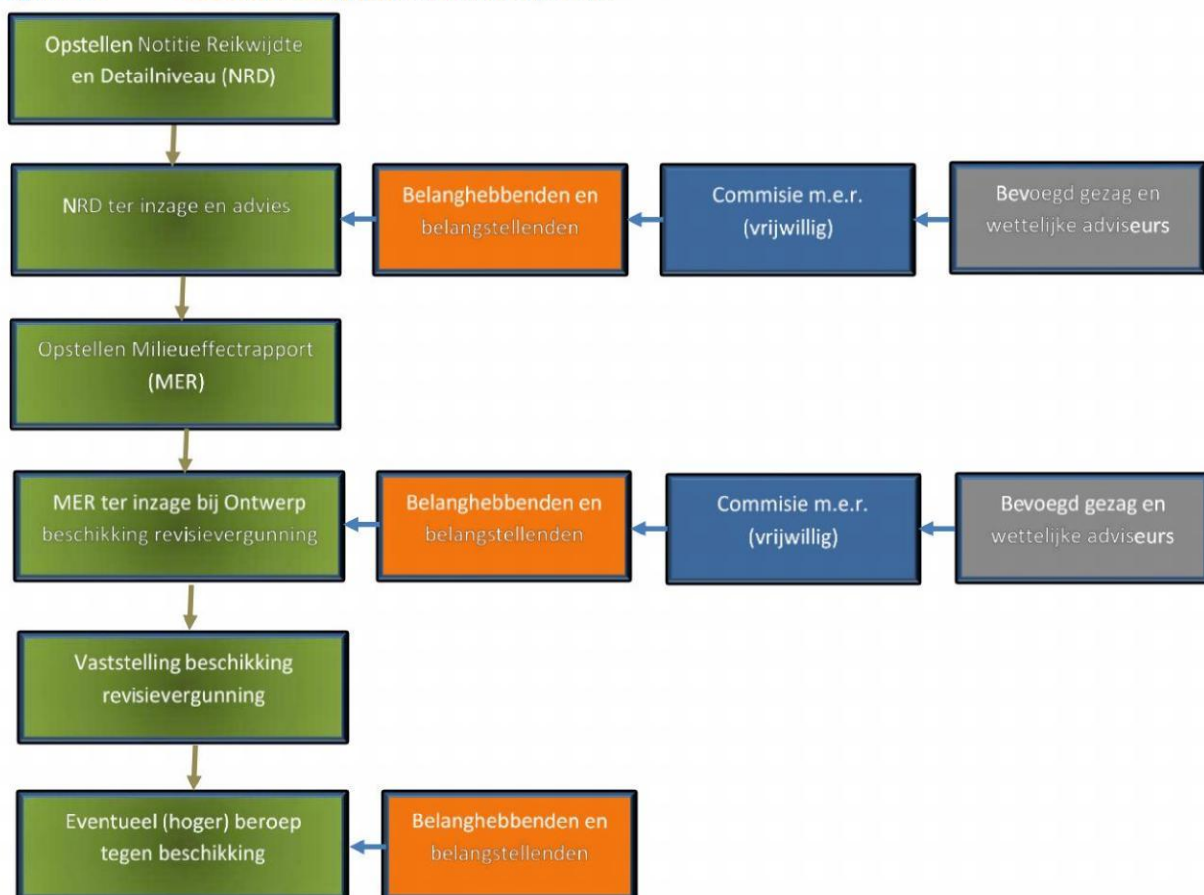 Opstellen Notitie Reikwijdte
en Detailniveau (NRD)
NRD ter inzage en advies
Belanghebbenden en
belangstellenden
Commisie m.e.r.
(vrijwillig)
Bevoegd gezag en
wettelijke adviseurs
Opstellen Milieueffectrapport
(MER)
MER ter inzage bij Ontwerp
beschikking revisievergunning
Belanghebbenden en
belangstellenden
Commisie m.e.r.
(vrijwillig)
Bevoegd gezag en
wettelijke adviseurs
Vaststelling beschikking
revisievergunning
Eventueel (hoger) beroep
tegen beschikking
Belanghebbenden en
belangstellenden